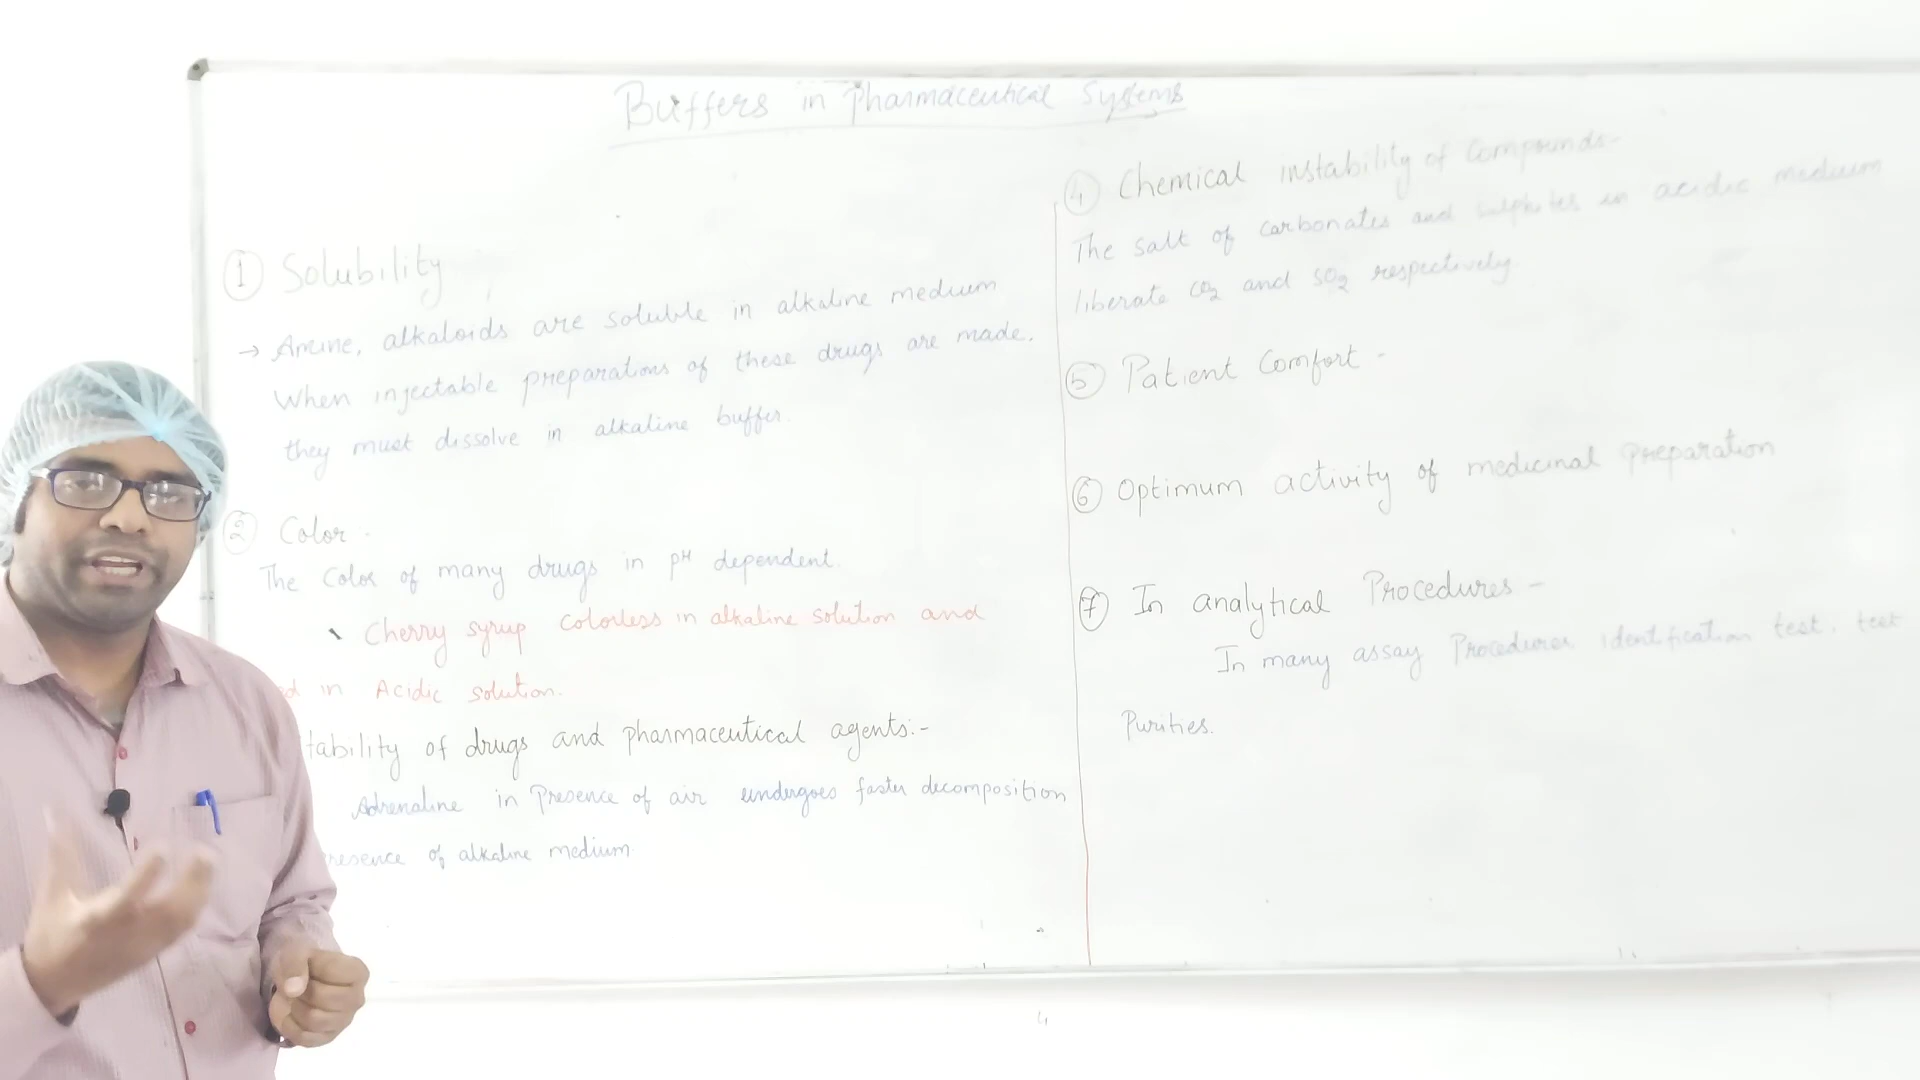 Buffers in Pharmaceutical Systems
① Solubility
→ Amine, alkaloids are soluble in alkaline medium
When injectable preparations of these drugs are made.
they must dissolve in alkaline buffer.
② Color -
The Color of many drugs in pH dependent.
Cherry syrup colorless in alkaline solution and
ed in Acidic solution.
tability of drugs and pharmaceutical agents:-
Adrenaline in Presence of air undergoes faster decomposition
resence of alkaline medium.
④ Chemical instability of Compounds-
The salt of carbonates and sulphites in acidic medium
liberate CO2 and SO2 respectively
⑤ Patient Comfort -
⑥ Optimum activity of medicinal preparation
⑦ In analytical Procedures -
In many assay Procedures identification test. test
Purities.